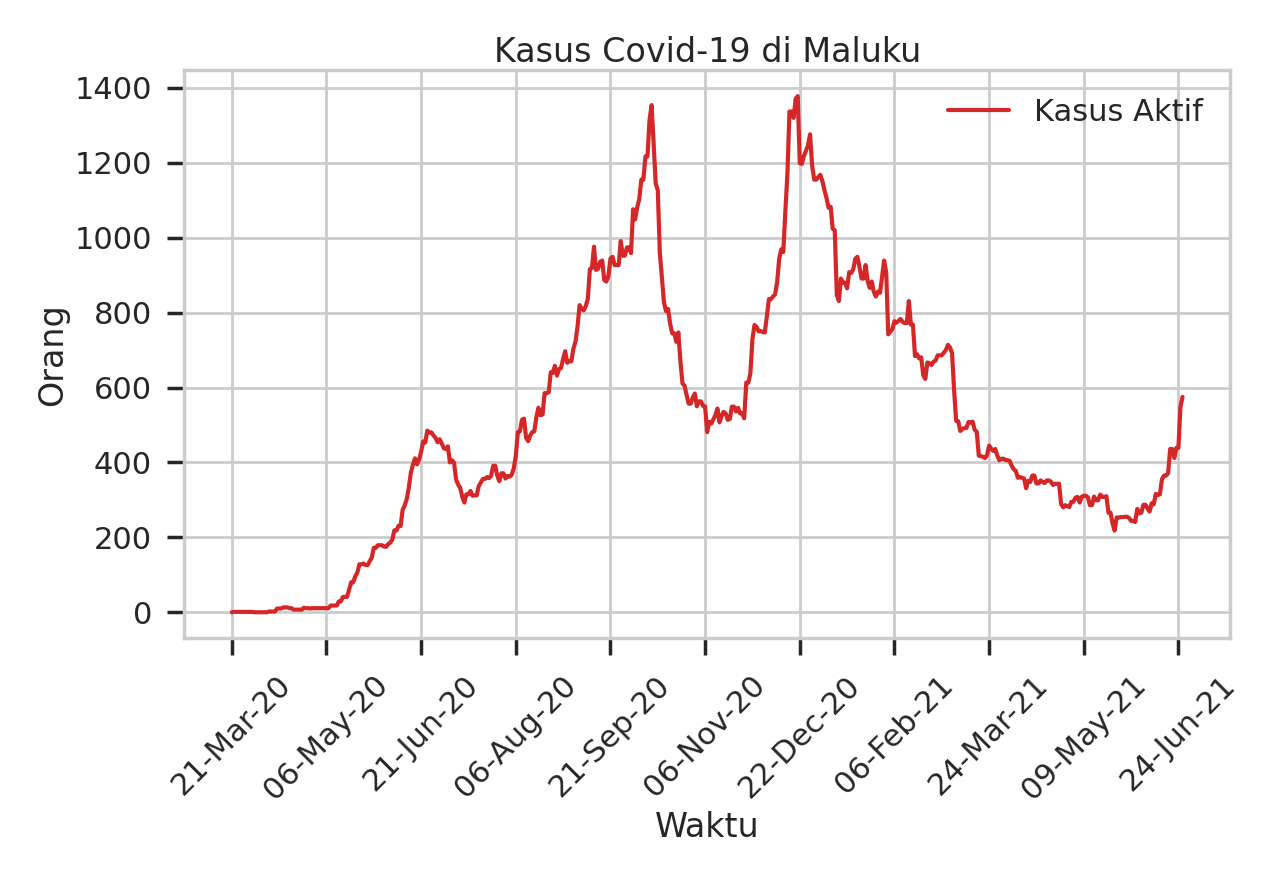 Kasus Covid-19 di Maluku
Kasus Aktif
1400
1200
1000
800
600
400
200
0
Orang
21-Mar-20
06-May-20
21-Jun-20
06-Aug-20
21-Sep-20
06-Nov-20
22-Dec-20
06-Feb-21
24-Mar-21
09-May-21
24-Jun-21
Waktu